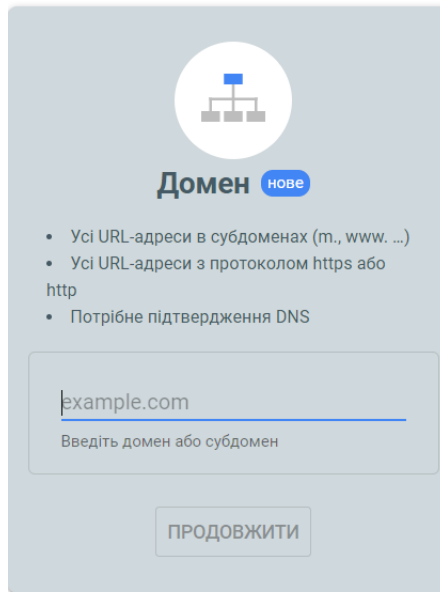 Домен нове
• Усі URL-адреси в субдоменах (m., www. ...)
• Усі URL-адреси з протоколом https або
http
• Потрібне підтвердження DNS
example.com
Введіть домен або субдомен
ПРОДОВЖИТИ